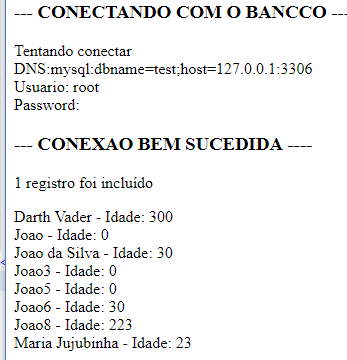 --- CONECTANDO COM O BANCCO ---
Tentando conectar
DNS:mysql:dbname=test;host=127.0.0.1:3306
Usuario: root
Password:
--- CONEXAO BEM SUCEDIDA ----
1 registro foi incluído
Darth Vader - Idade: 300
Joao - Idade: 0
Joao da Silva - Idade: 30
Joao3 - Idade: 0
Joao5 - Idade: 0
Joao6 - Idade: 30
Joao8 - Idade: 223
Maria Jujubinha - Idade: 23